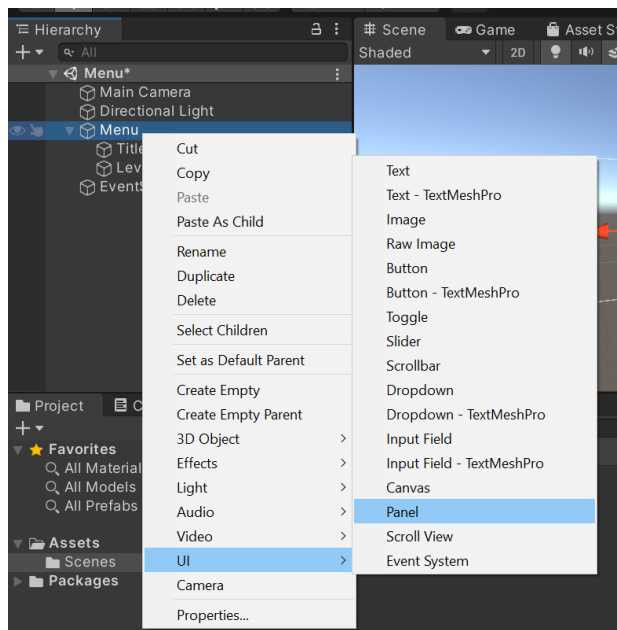 Hierarchy
All
Menu*
Main Camera
Directional Light
Menu
Title
Lev
EventS
Project
C
Favorites
All Material
All Models
All Prefabs
Assets
Scenes
Packages
Cut
Copy
Paste
Paste As Child
Rename
Duplicate
Delete
Select Children
Set as Default Parent
Create Empty
Create Empty Parent
3D Object
Effects
Light
Audio
Video
UI
Camera
Properties...
Scene
Game
Asset S
Shaded
2D
Text
Text - TextMeshPro
Image
Raw Image
Button
Button - TextMeshPro
Toggle
Slider
Scrollbar
Dropdown
Dropdown - TextMeshPro
Input Field
Input Field - TextMeshPro
Canvas
Panel
Scroll View
Event System